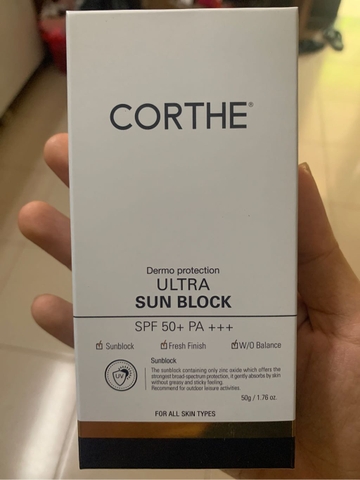 CORTHE®
Dermo protection
ULTRA
SUN BLOCK
SPF 50+ PA +++
Sunblock Fresh Finish W/O Balance
UV
Sunblock
The sunblock containing only zinc oxide which offers the
strongest broad-spectrum protection, it gently absorbs by skin
without greasy and sticky feeling.
Recommend for outdoor leisure activities.
50g / 1.76 oz.
FOR ALL SKIN TYPES